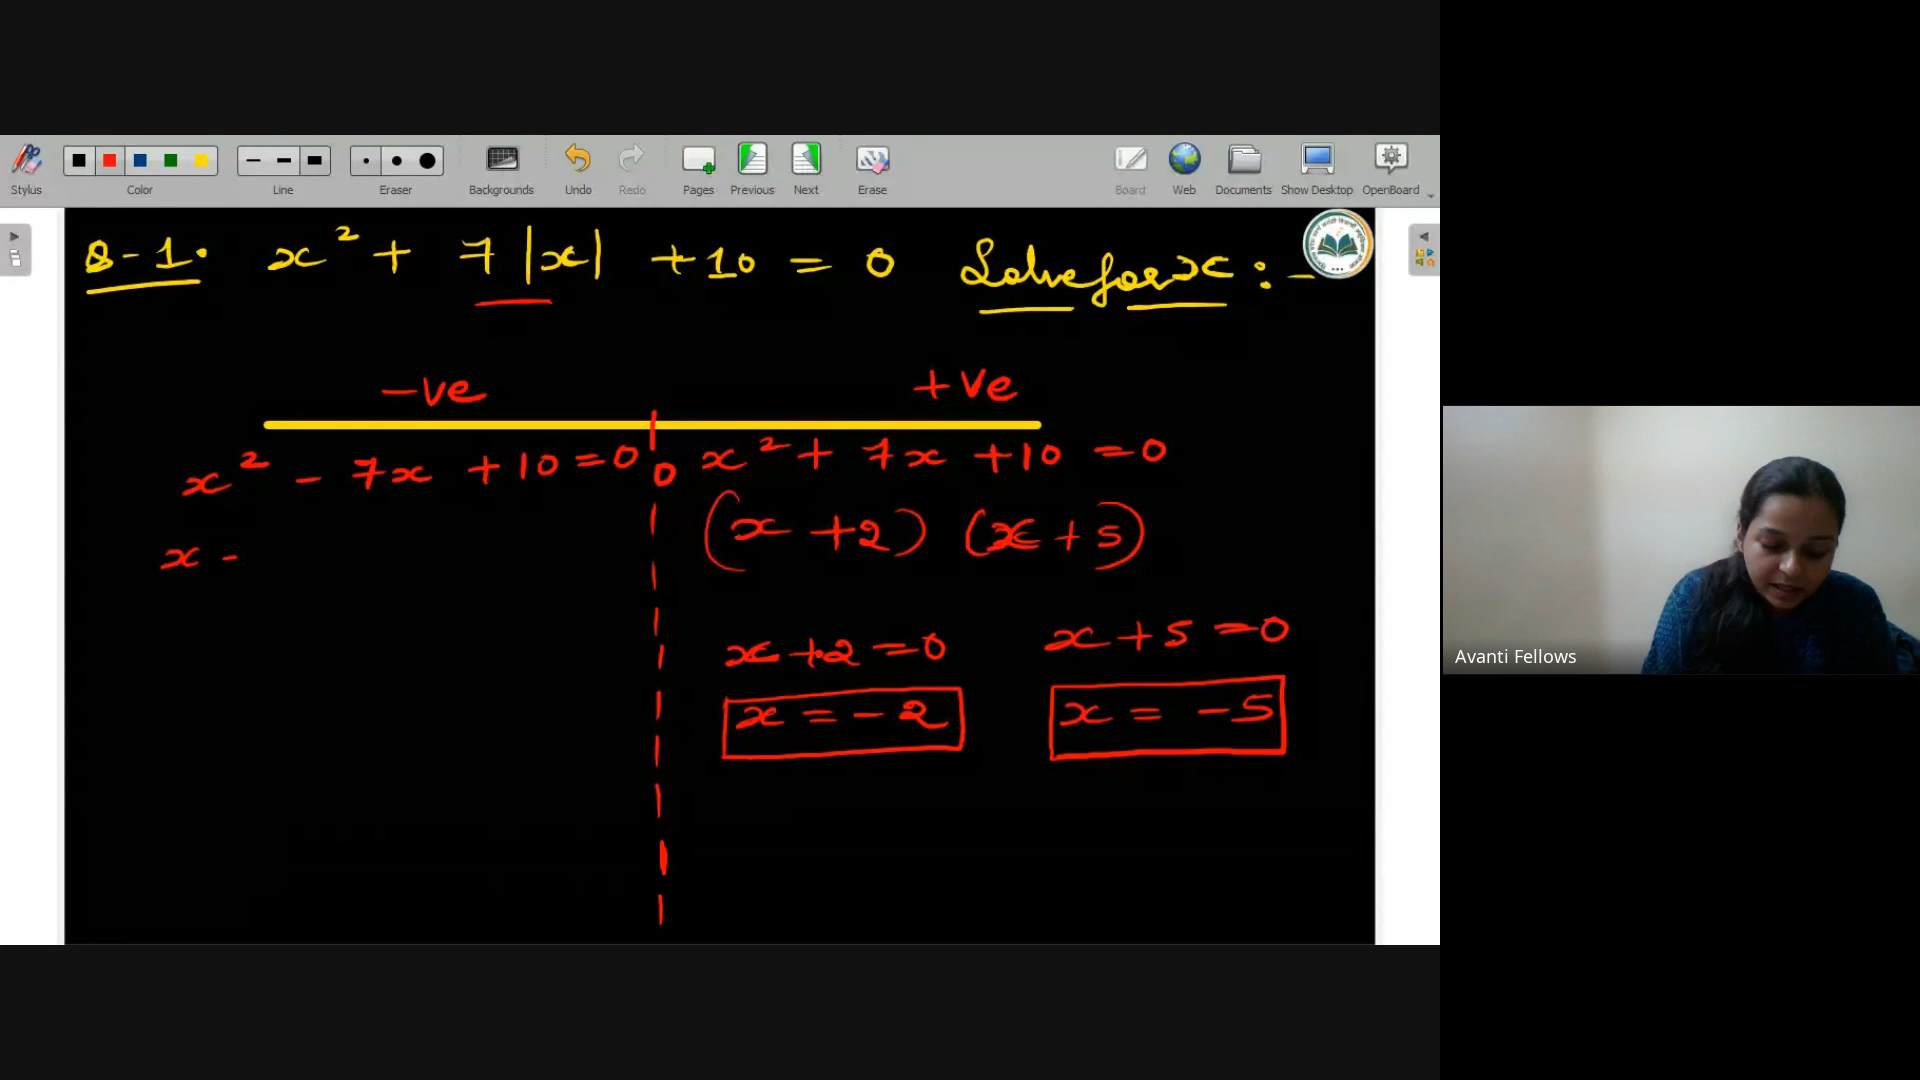 Stylus Color Line Eraser Backgrounds Undo Redo Pages Previous Next Erase Board Web Documents Show Desktop OpenBoard
Q-1. x² + 7|x| + 10 = 0 Solve for x : -
-ve +ve
0
x² - 7x + 10 = 0
x -
x² + 7x + 10 = 0
(x + 2) (x + 5)
x + 2 = 0 x + 5 = 0
x = - 2 x = - 5
Avanti Fellows